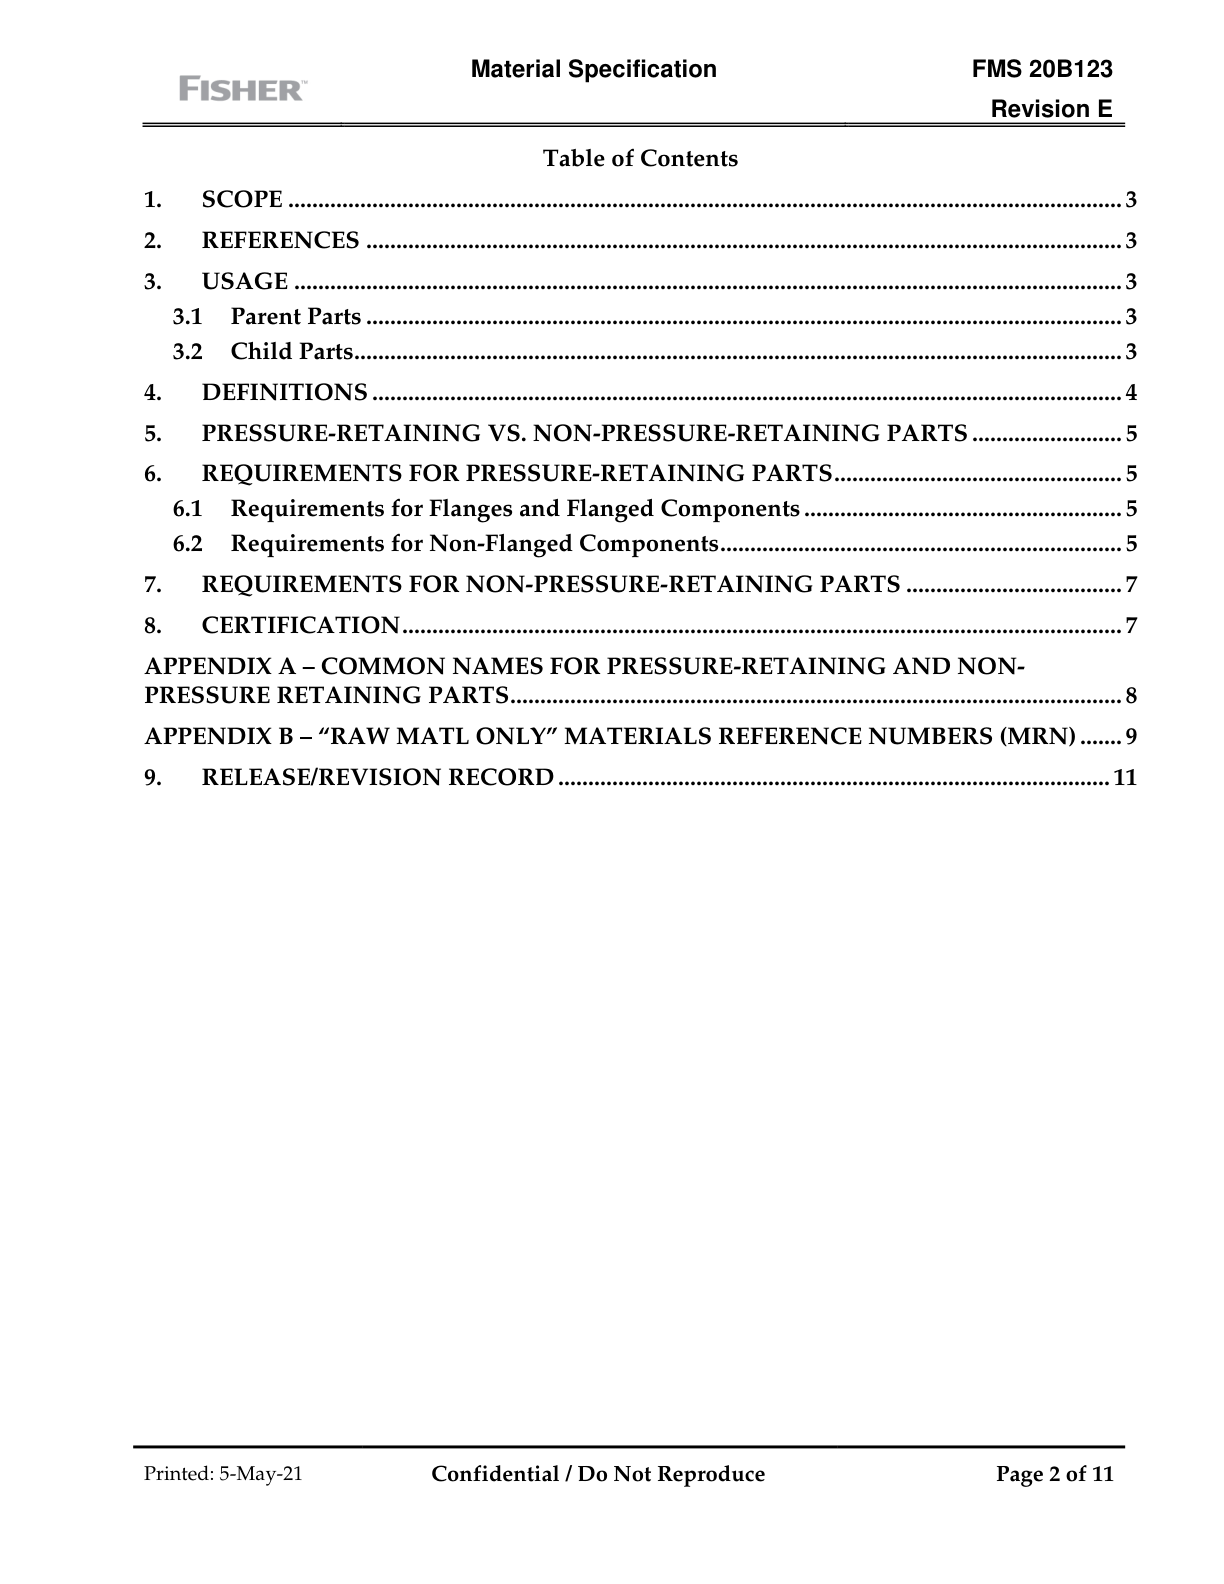 Material Specification
FMS 20B123
FISHER™
Revision E
Table of Contents
1. SCOPE ........................................................................ 3
2. REFERENCES ........................................................................ 3
3. USAGE ........................................................................ 3
3.1 Parent Parts ........................................................................ 3
3.2 Child Parts........................................................................ 3
4. DEFINITIONS ........................................................................ 4
5. PRESSURE-RETAINING VS. NON-PRESSURE-RETAINING PARTS ......................... 5
6. REQUIREMENTS FOR PRESSURE-RETAINING PARTS................................................ 5
6.1 Requirements for Flanges and Flanged Components ..................................................... 5
6.2 Requirements for Non-Flanged Components................................................................... 5
7. REQUIREMENTS FOR NON-PRESSURE-RETAINING PARTS .................................... 7
8. CERTIFICATION........................................................................ 7
APPENDIX A – COMMON NAMES FOR PRESSURE-RETAINING AND NON-
PRESSURE RETAINING PARTS........................................................................ 8
APPENDIX B – “RAW MATL ONLY” MATERIALS REFERENCE NUMBERS (MRN) ....... 9
9. RELEASE/REVISION RECORD ........................................................................ 11
Printed: 5-May-21
Confidential / Do Not Reproduce
Page 2 of 11